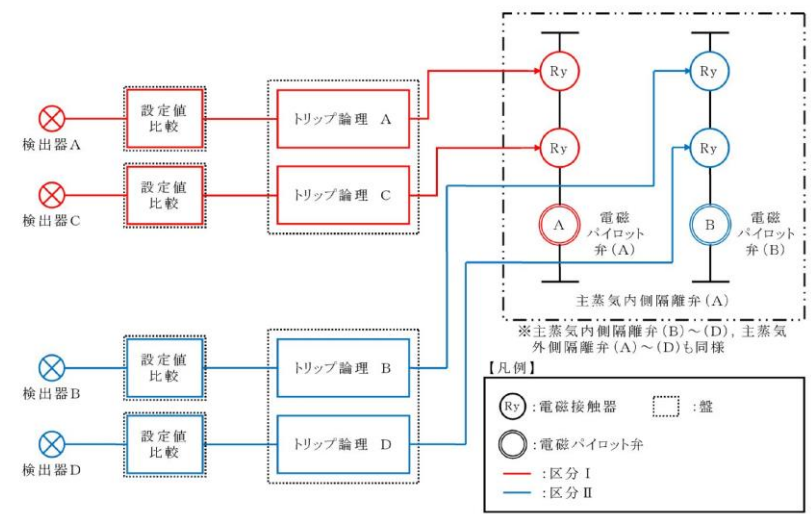 検出器A
設定値
比較
トリップ論理 A
検出器C
設定値
比較
トリップ論理 C
検出器B
設定値
比較
トリップ論理 B
検出器D
設定値
比較
トリップ論理 D
Ry
Ry
Ry
Ry
A
電磁
パイロット
弁(A)
B
電磁
パイロット
弁(B)
主蒸気内側隔離弁(A)
※主蒸気内側隔離弁(B)~(D),主蒸気
外側隔離弁(A)~(D)も同様
【凡例】
Ry :電磁接触器
:盤
:電磁パイロット弁
:区分Ⅰ
:区分Ⅱ